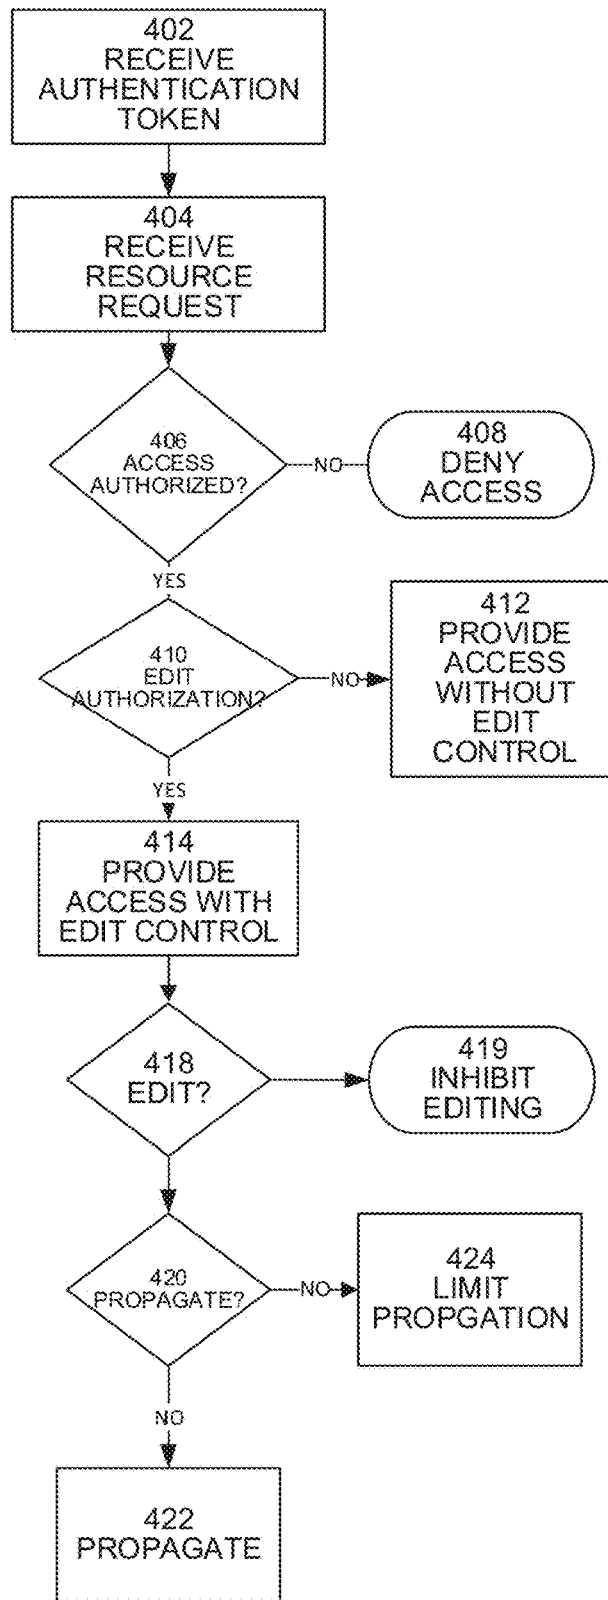 402
RECEIVE
AUTHENTICATION
TOKEN
404
RECEIVE
RESOURCE
REQUEST
406
ACCESS
AUTHORIZED?
NO
408
DENY
ACCESS
YES
410
EDIT
AUTHORIZATION?
NO
412
PROVIDE
ACCESS
WITHOUT
EDIT
CONTROL
YES
414
PROVIDE
ACCESS WITH
EDIT CONTROL
418
EDIT?
419
INHIBIT
EDITING
420
PROPAGATE?
NO
424
LIMIT
PROPGATION
NO
422
PROPAGATE